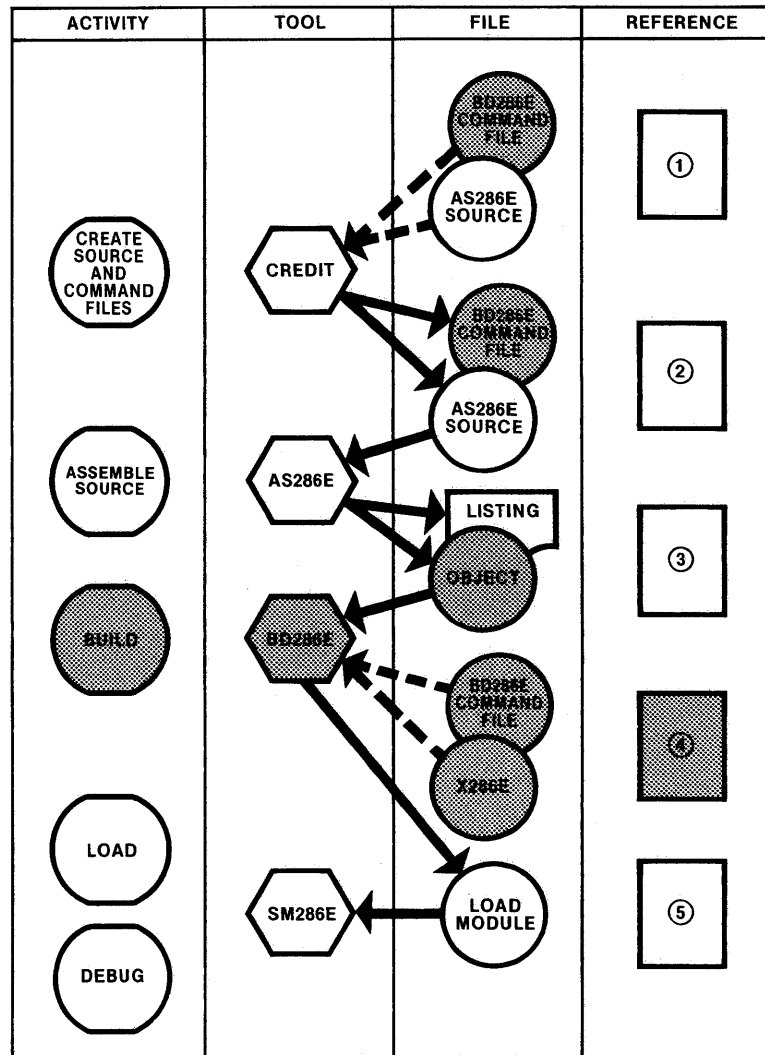 ACTIVITY
TOOL
FILE
REFERENCE
BD286E
COMMAND
FILE
1
AS286E
SOURCE
CREATE
SOURCE
AND
COMMAND
FILES
CREDIT
BD286E
COMMAND
FILE
2
AS286E
SOURCE
ASSEMBLE
SOURCE
AS286E
LISTING
3
OBJECT
BUILD
BD286E
BD286E
COMMAND
FILE
4
X286E
LOAD
SM286E
LOAD
MODULE
5
DEBUG